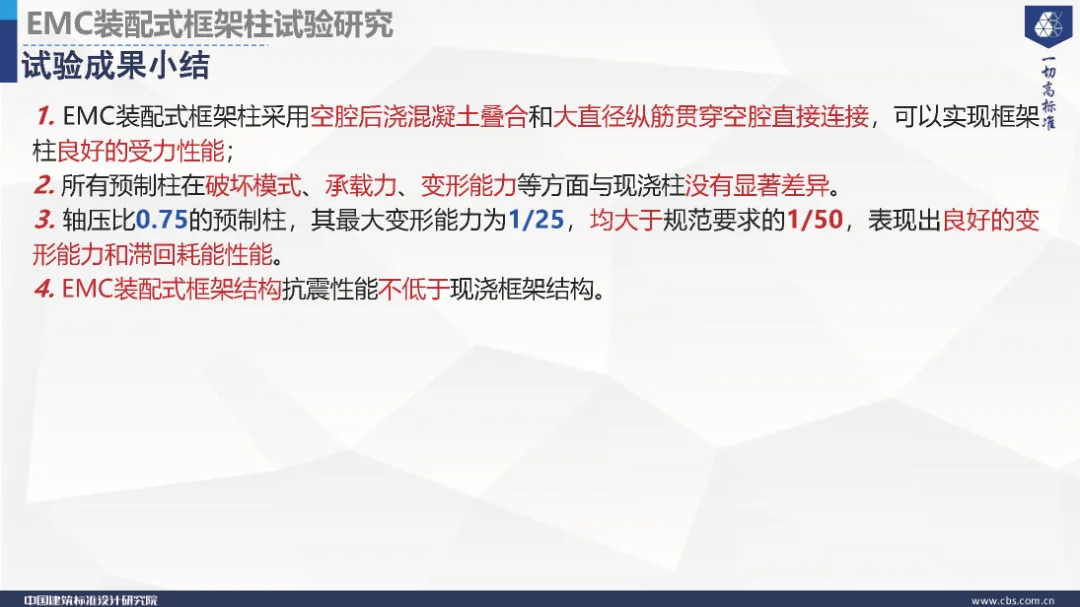 EMC装配式框架柱试验研究
试验成果小结
一切高标准
1. EMC装配式框架柱采用空腔后浇混凝土叠合和大直径纵筋贯穿空腔直接连接，可以实现框架
柱良好的受力性能；
2. 所有预制柱在破坏模式、承载力、变形能力等方面与现浇柱没有显著差异。
3. 轴压比0.75的预制柱，其最大变形能力为1/25，均大于规范要求的1/50，表现出良好的变
形能力和滞回耗能性能。
4. EMC装配式框架结构抗震性能不低于现浇框架结构。
中国建筑标准设计研究院
www.cbs.com.cn